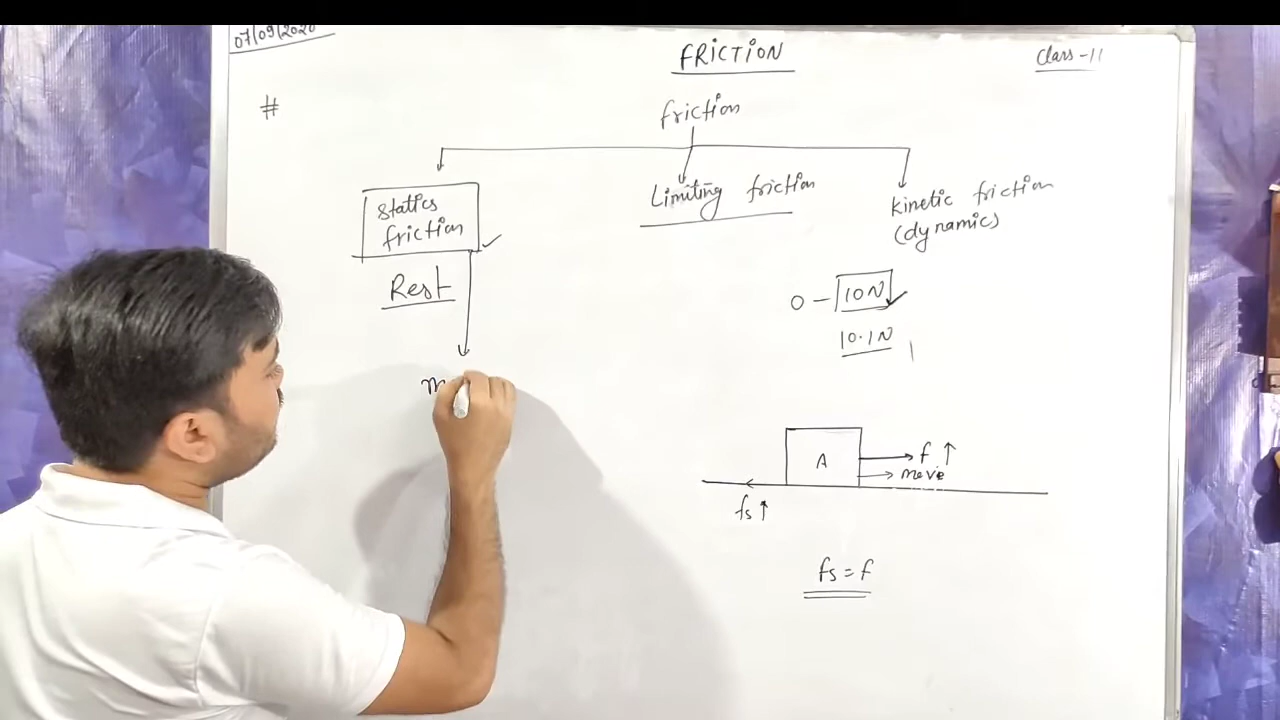 07/09/2020
FRICTION
Class-11
#
friction
Statics
friction
Limiting friction
kinetic friction
(dynamic)
Rest
0 - 10N
10.1N
m
A
f
move
fs
fs = f